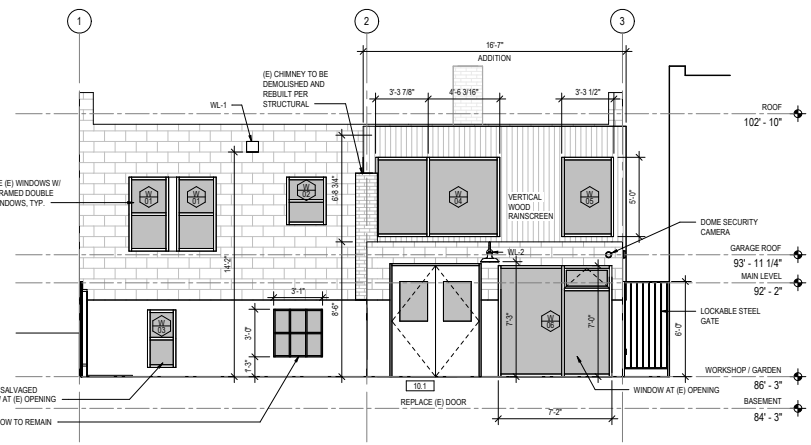 1
2
3
16'-7"
ADDITION
(E) CHIMNEY TO BE
DEMOLISHED AND
REBUILT PER
STRUCTURAL
3'-3 7/8"
4'-6 3/16"
3'-3 1/2"
WL-1
ROOF
102' - 10"
E (E) WINDOWS W/
RAMED DOUBLE
NDOWS, TYP.
W
01
W
01
W
02
6'-8 3/4"
W
04
W
05
5'-0"
VERTICAL
WOOD
RAINSCREEN
DOME SECURITY
CAMERA
WL-2
GARAGE ROOF
93' - 11 1/4"
14'-2"
MAIN LEVEL
92' - 2"
3'-1"
8'-6"
7'-3"
7'-0"
6'-0"
LOCKABLE STEEL
GATE
W
03
3'-0"
W
06
1'-3"
WORKSHOP / GARDEN
86' - 3"
SALVAGED
W AT (E) OPENING
10.1
WINDOW AT (E) OPENING
REPLACE (E) DOOR
BASEMENT
84' - 3"
7'-2"
OW TO REMAIN